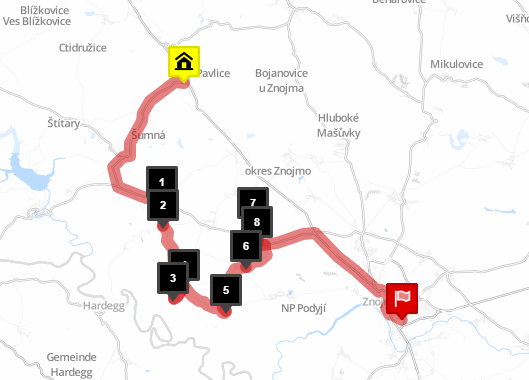 Blížkovice
Ves Blížkovice
Ctidružice
Pavlice
Bojanovice
u Znojma
Mikulovice
Štítary
Šumná
Hluboké
Mašůvky
okres Znojmo
1
2
7
8
6
3
5
Hardegg
NP Podyjí
Gemeinde
Hardegg